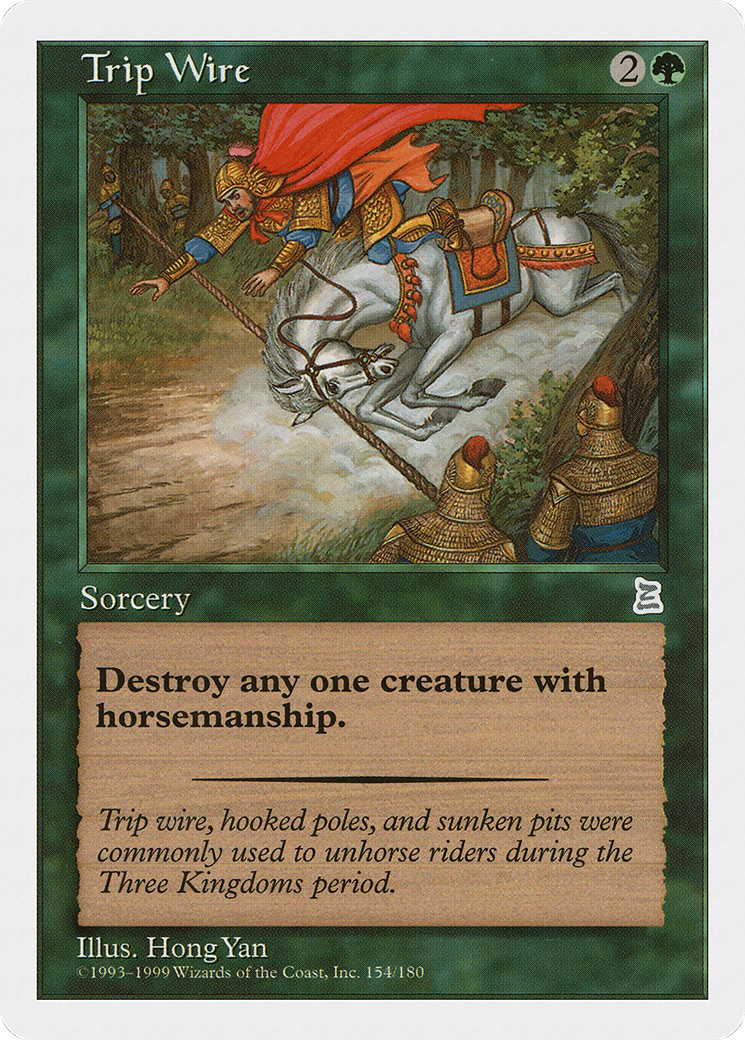 Trip Wire 2
Sorcery
Destroy any one creature with
horsemanship.
Trip wire, hooked poles, and sunken pits were
commonly used to unhorse riders during the
Three Kingdoms period.
Illus. Hong Yan
©1993–1999 Wizards of the Coast, Inc. 154/180